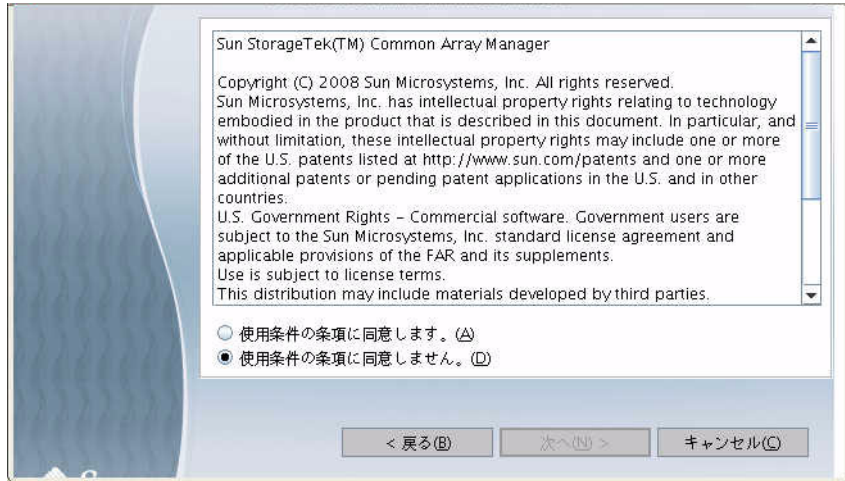 Sun StorageTek(TM) Common Array Manager
Copyright (C) 2008 Sun Microsystems, Inc. All rights reserved.
Sun Microsystems, Inc. has intellectual property rights relating to technology
embodied in the product that is described in this document. In particular, and
without limitation, these intellectual property rights may include one or more
of the U.S. patents listed at http://www.sun.com/patents and one or more
additional patents or pending patent applications in the U.S. and in other
countries.
U.S. Government Rights – Commercial software. Government users are
subject to the Sun Microsystems, Inc. standard license agreement and
applicable provisions of the FAR and its supplements.
Use is subject to license terms.
This distribution may include materials developed by third parties.
使用条件の条項に同意します。(A)
使用条件の条項に同意しません。(D)
< 戻る(B)
次へ(N) >
キャンセル(C)